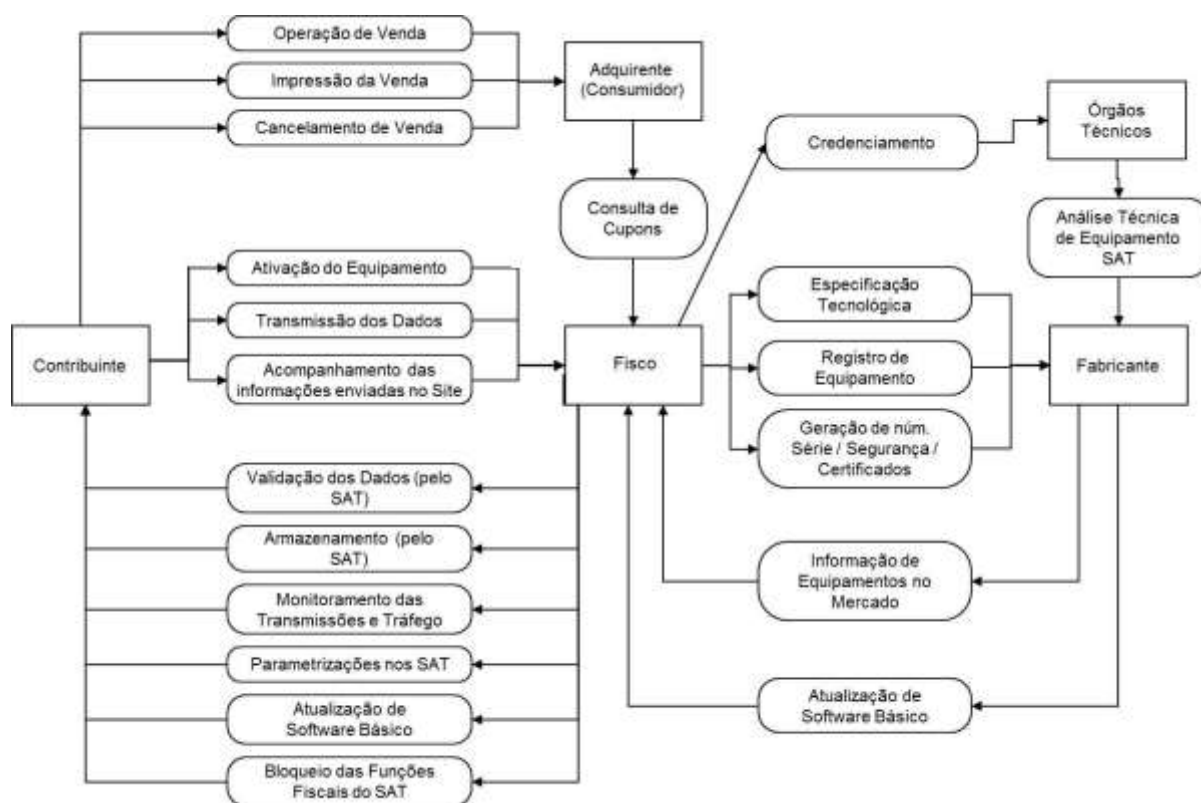 Operação de Venda
Impressão da Venda
Cancelamento de Venda
Adquirente
(Consumidor)
Credenciamento
Órgãos
Técnicos
Consulta de
Cupons
Análise Técnica
de Equipamento
SAT
Contribuinte
Ativação do Equipamento
Transmissão dos Dados
Acompanhamento das
informações enviadas no Site
Fisco
Especificação
Tecnológica
Registro de
Equipamento
Geração de núm.
Série / Segurança /
Certificados
Fabricante
Validação dos Dados (pelo
SAT)
Armazenamento (pelo
SAT)
Monitoramento das
Transmissões e Tráfego
Parametrizações nos SAT
Atualização de
Software Básico
Bloqueio das Funções
Fiscais do SAT
Informação de
Equipamentos no
Mercado
Atualização de
Software Básico